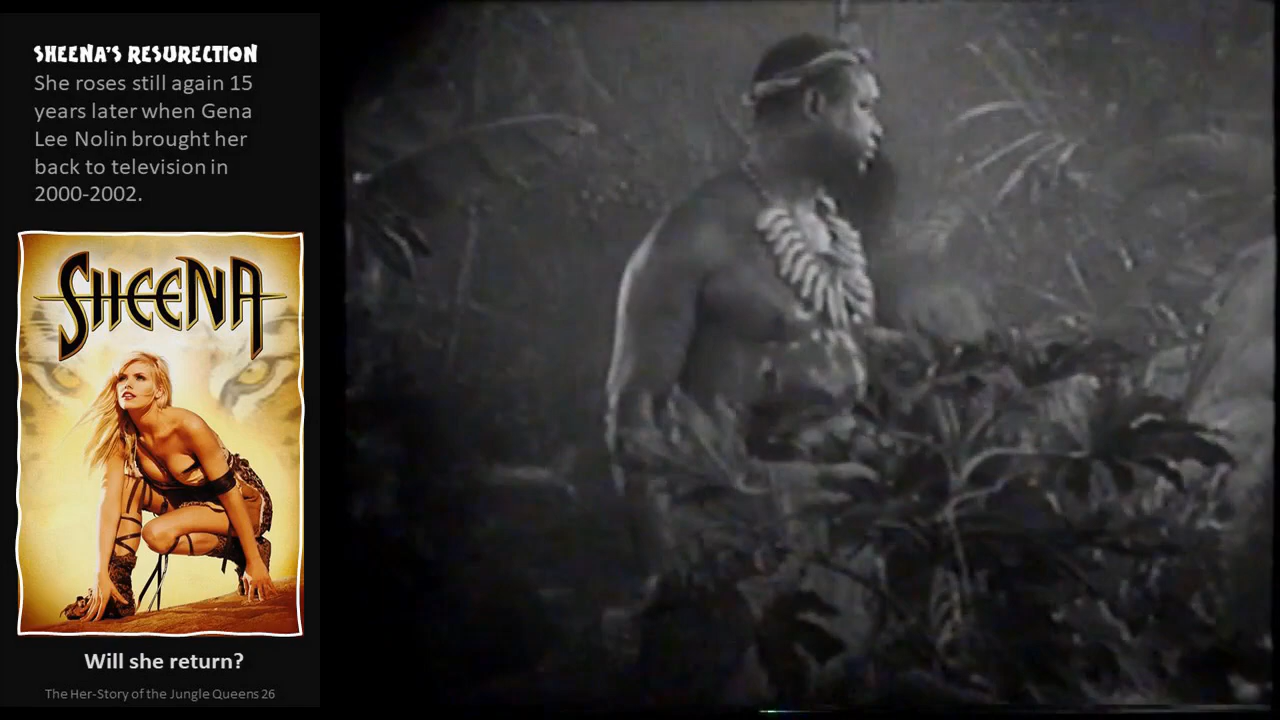 SHEENA'S RESURECTION
She roses still again 15
years later when Gena
Lee Nolin brought her
back to television in
2000-2002.
SHEENA
Will she return?
The Her-Story of the Jungle Queens 26